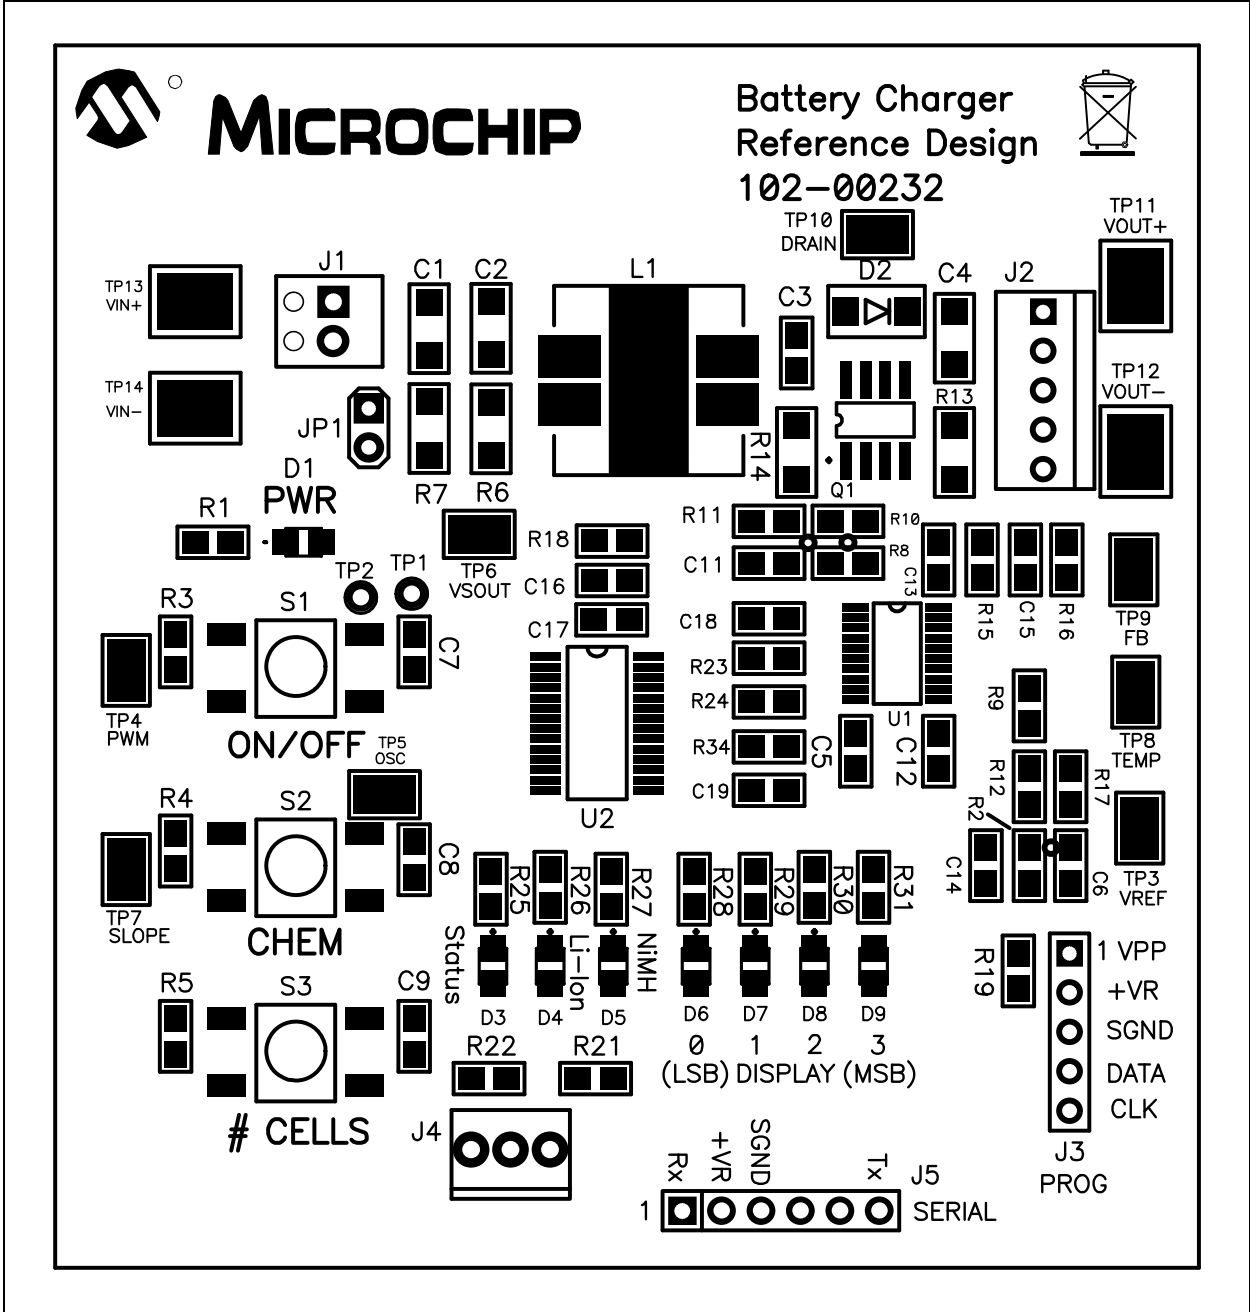 MICROCHIP
Battery Charger
Reference Design
102-00232
TP10
DRAIN
TP11
VOUT+
TP13
VIN+
J1
C1
C2
L1
C3
D2
C4
J2
TP14
VIN-
JP1
R7
R6
R14
Q1
R13
TP12
VOUT-
D1
PWR
R1
TP6
VSOUT
R18
C16
C17
R11
R10
C11
R8
C13
R15
C15
R16
TP9
FB
TP2
TP1
R3
S1
C7
TP4
PWM
ON/OFF
C18
R23
R24
R34
C19
U1
C5
C12
R9
TP8
TEMP
TP5
OSC
R4
S2
C8
TP7
SLOPE
CHEM
U2
R12
R17
R2
C14
C6
TP3
VREF
R25
R26
R27
R28
R29
R30
R31
Status
Li-Ion
NiMH
D3
D4
D5
D6
D7
D8
D9
0
1
2
3
(LSB) DISPLAY (MSB)
R5
S3
C9
# CELLS
R22
R21
J4
R19
1 VPP
+VR
SGND
DATA
CLK
J3
PROG
Rx
+VR
SGND
Tx
J5
1
SERIAL